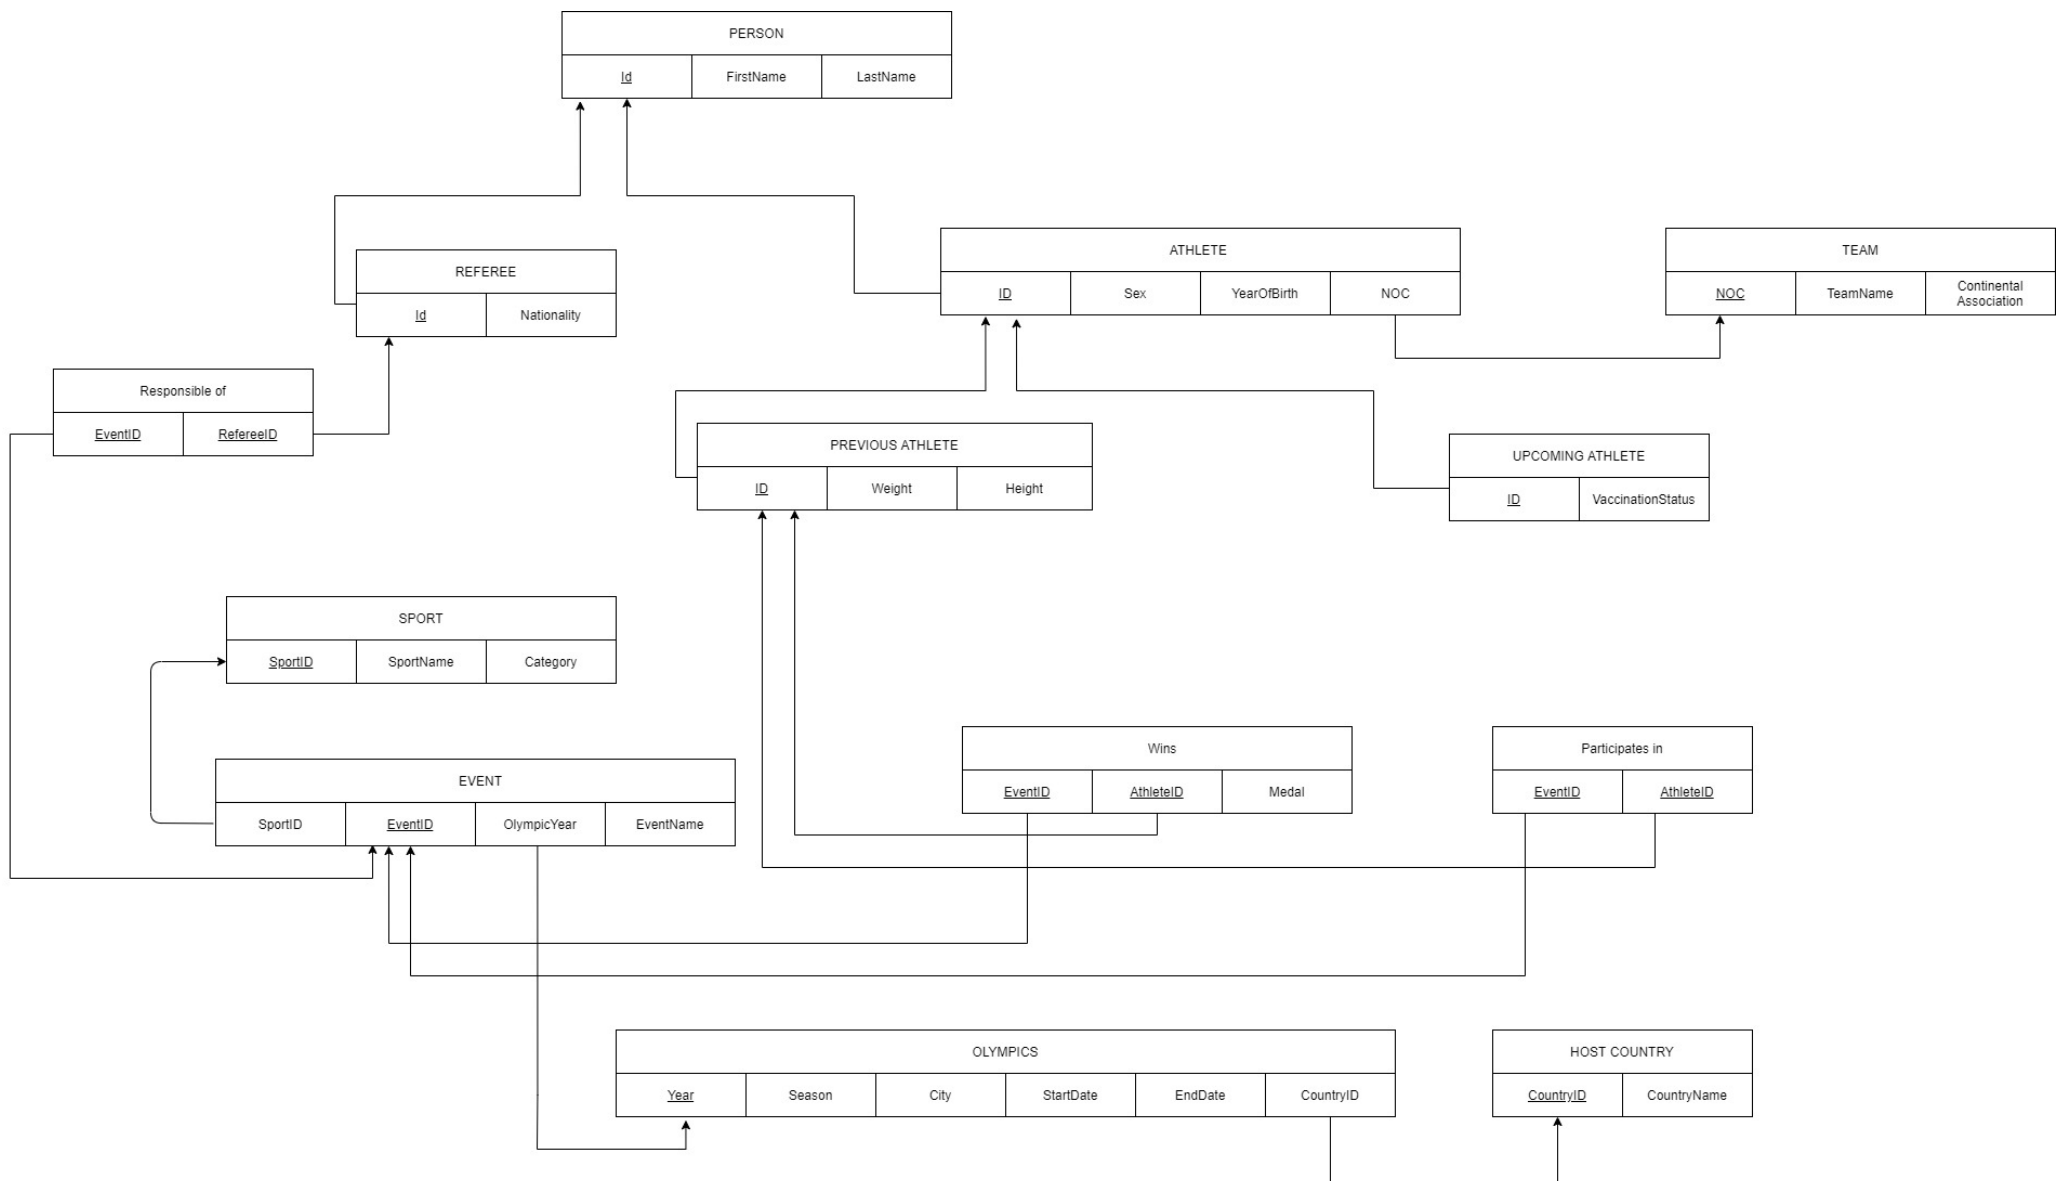 PERSON
Id FirstName LastName
ATHLETE
ID Sex YearOfBirth NOC
TEAM
NOC TeamName Continental
Association
REFEREE
Id Nationality
Responsible of
EventID RefereeID
PREVIOUS ATHLETE
ID Weight Height
UPCOMING ATHLETE
ID VaccinationStatus
SPORT
SportID SportName Category
Wins
EventID AthleteID Medal
Participates in
EventID AthleteID
EVENT
SportID EventID OlympicYear EventName
OLYMPICS
Year Season City StartDate EndDate CountryID
HOST COUNTRY
CountryID CountryName